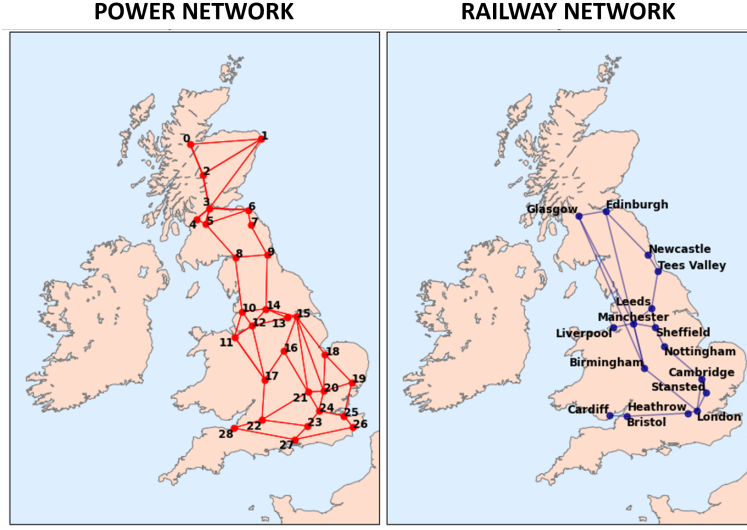 POWER NETWORK
RAILWAY NETWORK
0
1
2
3
4
5
6
7
8
9
10
14
15
12
13
11
16
18
17
19
20
21
24
25
22
23
26
28
27
Glasgow
Edinburgh
Newcastle
Tees Valley
Leeds
Manchester
Liverpool
Sheffield
Nottingham
Birmingham
Cambridge
Stansted
Cardiff
Heathrow
London
Bristol